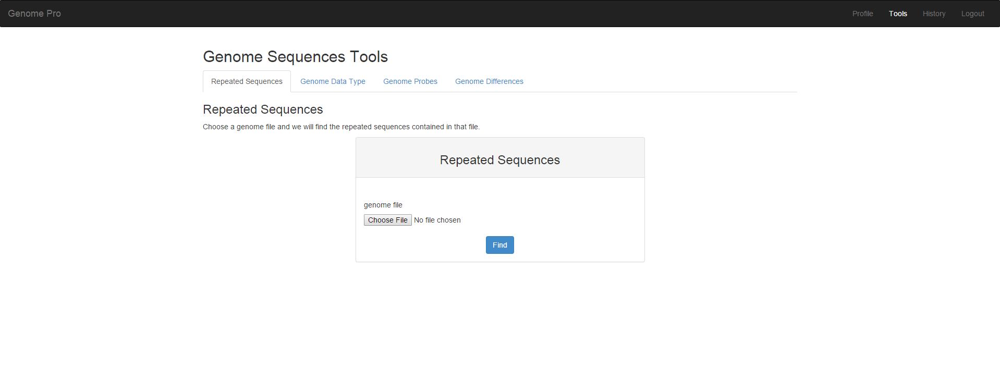 Genome Pro Profile Tools History Logout
Genome Sequences Tools
Repeated Sequences Genome Data Type Genome Probes Genome Differences
Repeated Sequences
Choose a genome file and we will find the repeated sequences contained in that file.
Repeated Sequences
genome file
Choose File No file chosen
Find